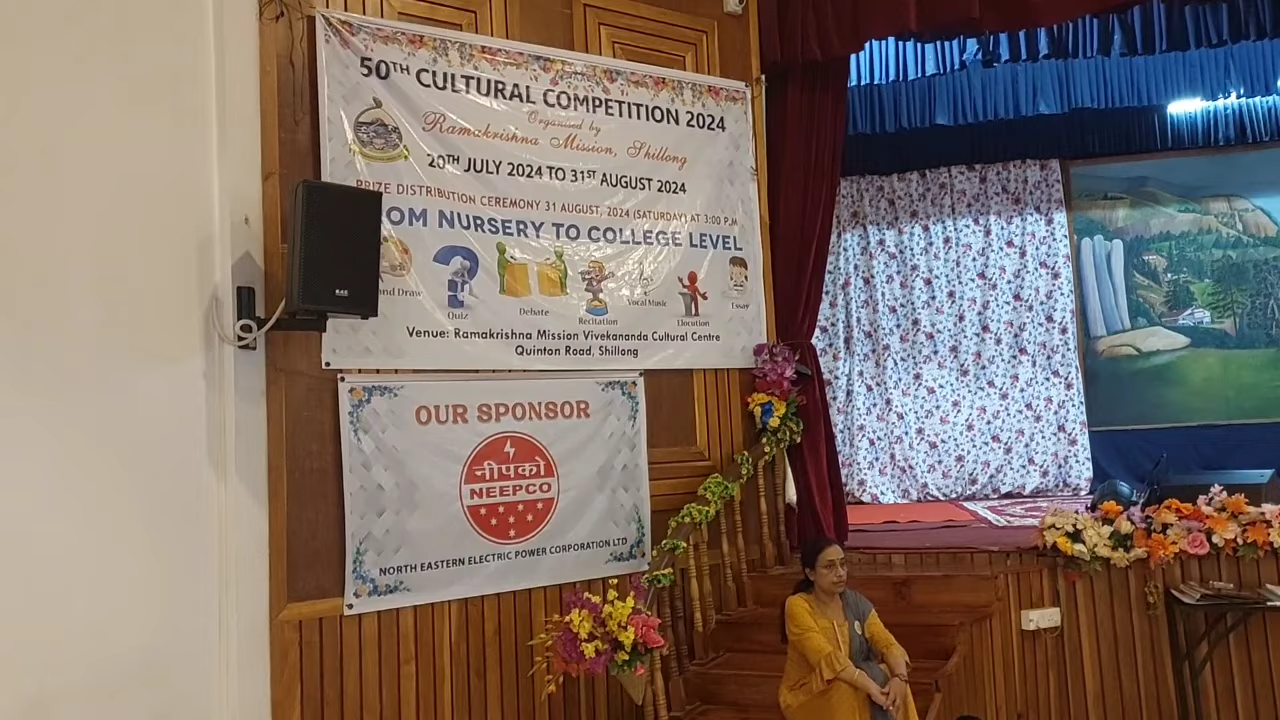 50TH CULTURAL COMPETITION 2024
Organised by
Ramakrishna Mission, Shillong
20TH JULY 2024 TO 31ST AUGUST 2024
PRIZE DISTRIBUTION CEREMONY 31 AUGUST, 2024 (SATURDAY) AT 3:00 P.M
OM NURSERY TO COLLEGE LEVEL
and Draw
Quiz
Debate
Recitation
Vocal Music
Elocution
Essay
Venue: Ramakrishna Mission Vivekananda Cultural Centre
Quinton Road, Shillong
OUR SPONSOR
नीपको
NEEPCO
NORTH EASTERN ELECTRIC POWER CORPORATION LTD